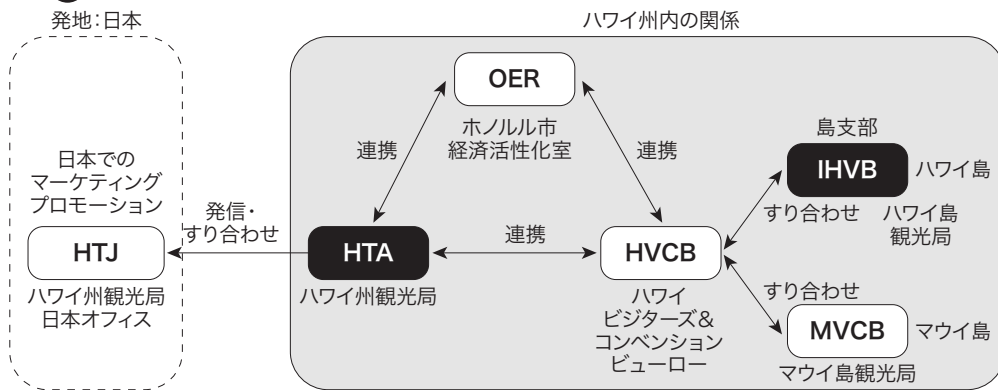 発地：日本
ハワイ州内の関係
OER
ホノルル市
経済活性化室
連携
連携
島支部
IHVB
ハワイ島
すり合わせ
ハワイ島
観光局
日本での
マーケティング
プロモーション
発信・
すり合わせ
連携
HTJ
HTA
HVCB
ハワイ州観光局
日本オフィス
ハワイ州観光局
ハワイ
ビジターズ＆
コンベンション
ビューロー
すり合わせ
MVCB
マウイ島
マウイ島観光局